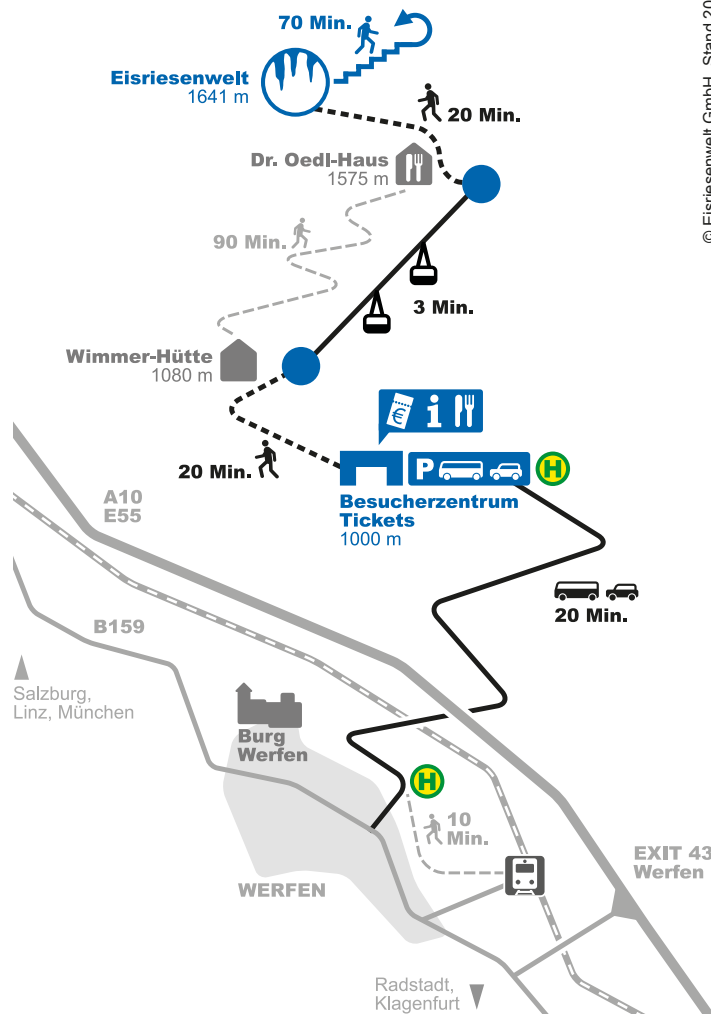 70 Min.
Eisriesenwelt
1641 m
20 Min.
Dr. Oedl-Haus
1575 m
90 Min.
3 Min.
Wimmer-Hütte
1080 m
€ i
20 Min.
P
H
Besucherzentrum
Tickets
1000 m
A10
E55
20 Min.
B159
Salzburg,
Linz, München
Burg
Werfen
H
10
Min.
EXIT 43
Werfen
WERFEN
Radstadt,
Klagenfurt
© Eisriesenwelt GmbH, Stand